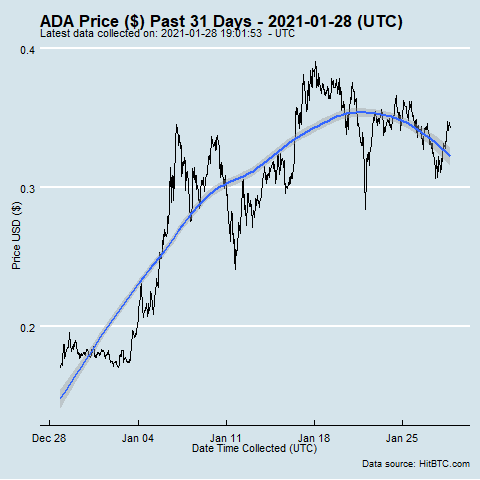 ADA Price ($) Past 31 Days - 2021-01-28 (UTC)
Latest data collected on: 2021-01-28 19:01:53 - UTC
0.4
0.3
0.2
Price USD ($)
Dec 28 Jan 04 Jan 11 Jan 18 Jan 25
Date Time Collected (UTC)
Data source: HitBTC.com